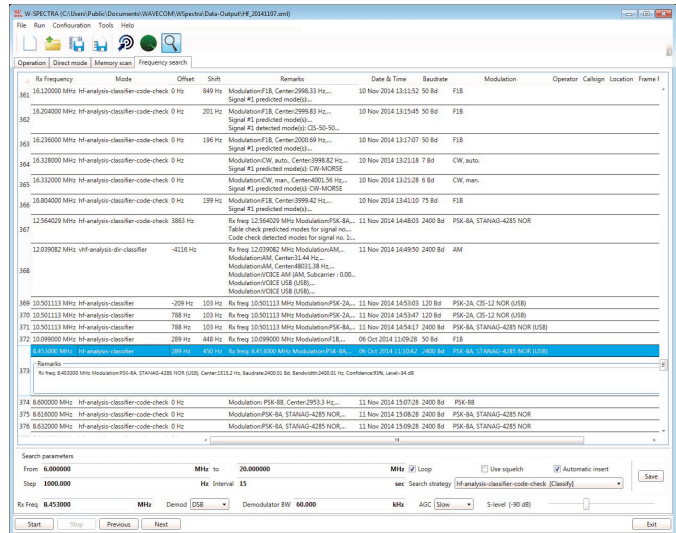 W-SPECTRA (C:\Users\Public\Documents\WAVECOM\WSpectra\Data-Output\Hf_20141107.xml)
File Run Configuration Tools Help
Operation Direct mode Memory scan Frequency search
Rx Frequency Mode Offset Shift Remarks Date & Time Baudrate Modulation Operator Callsign Location Frame F
361 16.120000 MHz hf-analysis-classifier-code-check 0 Hz 849 Hz Modulation:F1B, Center:2998.33 Hz,... 10 Nov 2014 13:11:52 50 Bd F1B
Signal #1 predicted mode(s):...
362 16.204000 MHz hf-analysis-classifier-code-check 0 Hz 201 Hz Modulation:F1B, Center:2999.83 Hz,... 10 Nov 2014 13:15:45 50 Bd F1B
Signal #1 predicted mode(s):...
Signal #1 detected mode(s): CIS-50-50...
363 16.236000 MHz hf-analysis-classifier-code-check 0 Hz 196 Hz Modulation:F1B, Center:2000.69 Hz,... 10 Nov 2014 13:17:07 50 Bd F1B
Signal #1 predicted mode(s):...
364 16.328000 MHz hf-analysis-classifier-code-check 0 Hz Modulation:CW, auto., Center:3998.82 Hz,... 10 Nov 2014 13:21:18 7 Bd CW, auto.
Signal #1 predicted mode(s): CW-MORSE
365 16.332000 MHz hf-analysis-classifier-code-check 0 Hz Modulation:CW, man., Center:4001.56 Hz,... 10 Nov 2014 13:21:28 6 Bd CW, man.
Signal #1 predicted mode(s): CW-MORSE
366 16.804000 MHz hf-analysis-classifier-code-check 0 Hz 199 Hz Modulation:F1B, Center:3999.42 Hz,... 10 Nov 2014 13:41:10 75 Bd F1B
Signal #1 predicted mode(s):...
367 12.564029 MHz hf-analysis-classifier-code-check 3863 Hz Rx freq: 12.564029 MHz Modulation:PSK-8A,... 11 Nov 2014 14:48:03 2400 Bd PSK-8A, STANAG-4285 NOR
Table check predicted modes for signal no....
Code check detected modes for signal no. 1:...
368 12.039082 MHz vhf-analysis-dir-classifier -4116 Hz Rx freq: 12.039082 MHz Modulation:AM,... 11 Nov 2014 14:49:50 2400 Bd AM
Modulation:AM, Center:31.44 Hz,...
Modulation:AM, Center:48031.38 Hz,...
Modulation:VOICE AM (AM, Subcarrier : 0.00...
Modulation:VOICE USB (USB),...
Modulation:VOICE USB (USB),...
369 10.501113 MHz hf-analysis-classifier -209 Hz 103 Hz Rx freq: 10.501113 MHz Modulation:PSK-2A,... 11 Nov 2014 14:53:03 120 Bd PSK-2A, CIS-12 NOR (USB)
370 10.501113 MHz hf-analysis-classifier 788 Hz 103 Hz Rx freq: 10.501113 MHz Modulation:PSK-2A,... 11 Nov 2014 14:53:47 120 Bd PSK-2A, CIS-12 NOR (USB)
371 10.501113 MHz hf-analysis-classifier 788 Hz 103 Hz Rx freq: 10.501113 MHz Modulation:PSK-8A,... 11 Nov 2014 14:54:17 2400 Bd PSK-8A, STANAG-4285 NOR (USB)
372 10.099000 MHz hf-analysis-classifier 289 Hz 448 Hz Rx freq: 10.099000 MHz Modulation:F1B,... 06 Oct 2014 11:09:28 50 Bd F1B
373 8.453000 MHz hf-analysis-classifier 289 Hz 450 Hz Rx freq: 8.453000 MHz Modulation:PSK-8A,... 06 Oct 2014 11:10:42 2400 Bd PSK-8A, STANAG-4285 NOR (USB)
Remarks
Rx freq: 8.453000 MHz Modulation:PSK-8A, STANAG-4285 NOR (USB), Center:1515.2 Hz, Baudrate:2400.01 Bd, Bandwidth:2400.01 Hz, Confidence:93%, Level:-34 dB
374 8.600000 MHz hf-analysis-classifier-code-check 0 Hz Modulation: PSK-8B, Center:2953.3 Hz,... 11 Nov 2014 15:07:28 2400 Bd PSK-8B
375 8.616000 MHz hf-analysis-classifier-code-check 0 Hz Modulation:PSK-8A, STANAG-4285 NOR,... 11 Nov 2014 15:08:28 2400 Bd PSK-8A, STANAG-4285 NOR
376 8.632000 MHz hf-analysis-classifier-code-check 0 Hz Modulation:PSK-8A, STANAG-4285 NOR,... 11 Nov 2014 15:09:28 2400 Bd PSK-8A, STANAG-4285 NOR
Search parameters
From 6.000000 MHz to 20.000000 MHz Loop Use squelch Automatic insert
Step 1000.000 Hz Interval 15 sec Search strategy hf-analysis-classifier-code-check [Classify] Save
Rx Freq 8.453000 MHz Demod DSB Demodulator BW 60.000 kHz AGC Slow S-level (-90 dB)
Start Stop Previous Next Exit